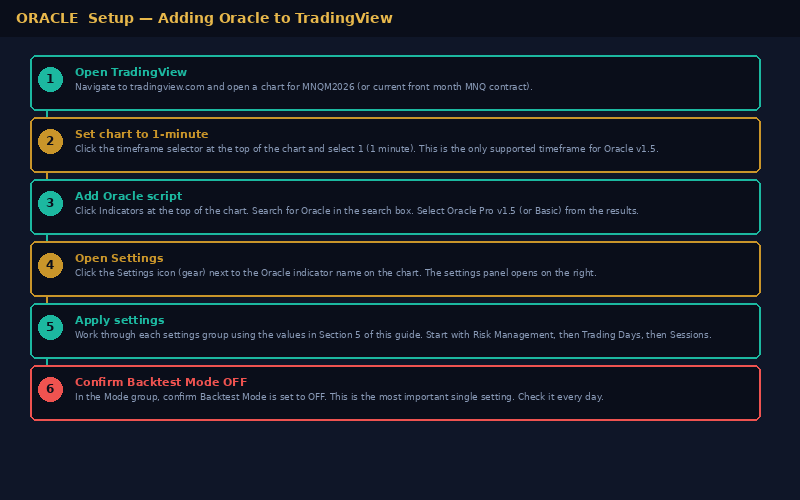 ORACLE Setup — Adding Oracle to TradingView
1
Open TradingView
Navigate to tradingview.com and open a chart for MNQM2026 (or current front month MNQ contract).
2
Set chart to 1-minute
Click the timeframe selector at the top of the chart and select 1 (1 minute). This is the only supported timeframe for Oracle v1.5.
3
Add Oracle script
Click Indicators at the top of the chart. Search for Oracle in the search box. Select Oracle Pro v1.5 (or Basic) from the results.
4
Open Settings
Click the Settings icon (gear) next to the Oracle indicator name on the chart. The settings panel opens on the right.
5
Apply settings
Work through each settings group using the values in Section 5 of this guide. Start with Risk Management, then Trading Days, then Sessions.
6
Confirm Backtest Mode OFF
In the Mode group, confirm Backtest Mode is set to OFF. This is the most important single setting. Check it every day.